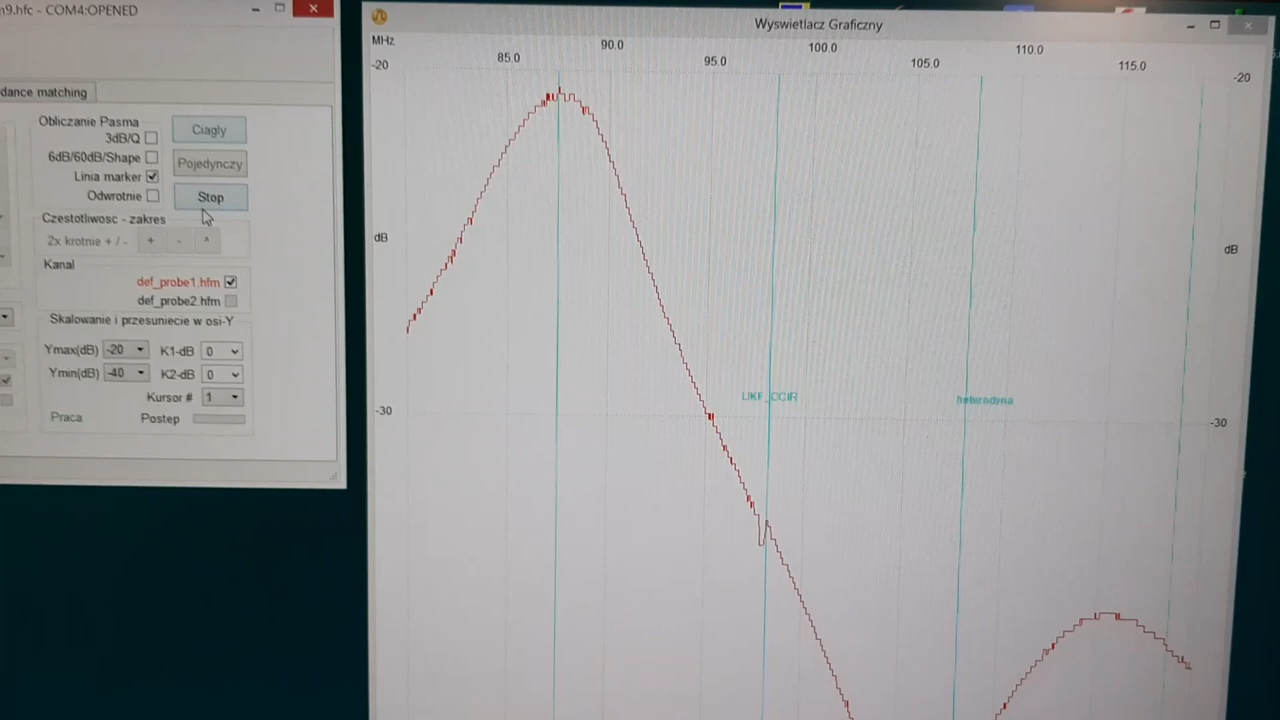 m9.hfc - COM4:OPENED
dance matching
Obliczanie Pasma
3dB/Q
6dB/60dB/Shape
Linia marker
Odwrotnie
Ciagly
Pojedynczy
Stop
Czestotliwosc - zakres
2x krotnie + / -
+ - ^
Kanal
def_probe1.hfm
def_probe2.hfm
Skalowanie i przesuniecie w osi-Y
Ymax(dB) -20 K1-dB 0
Ymin(dB) -40 K2-dB 0
Kursor # 1
Praca Postep
Wyswietlacz Graficzny
MHz
85.0 90.0 95.0 100.0 105.0 110.0 115.0
-20 -20
dB dB
UKF_CCIR heterodyna
-30 -30